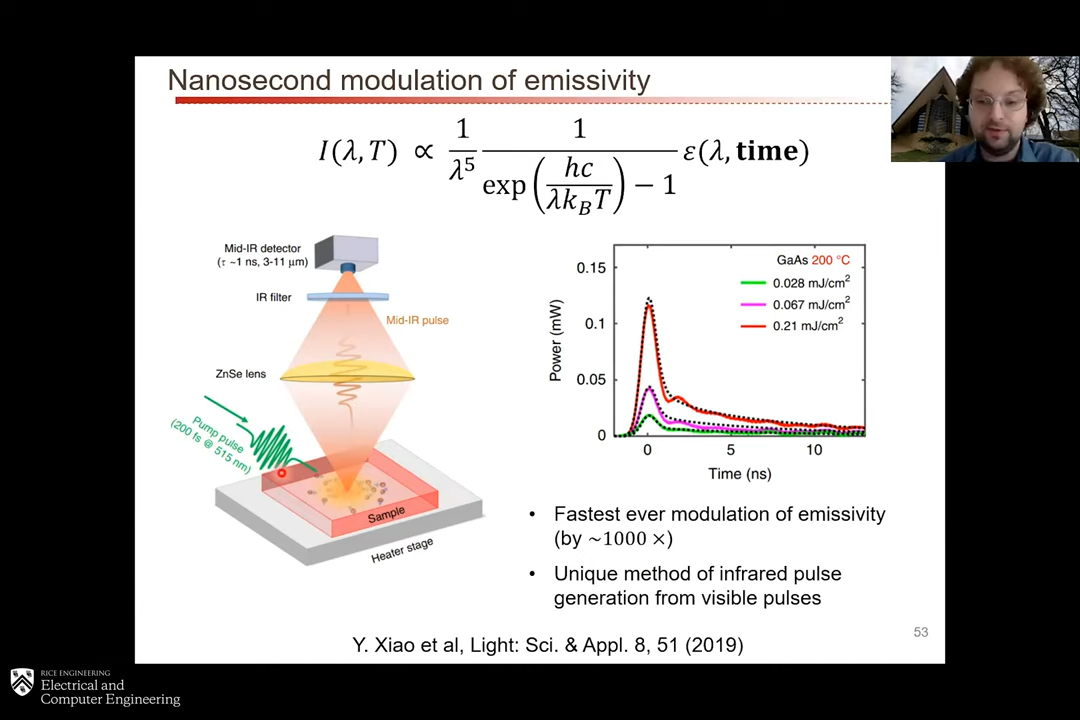 Nanosecond modulation of emissivity
I(λ, T) ∝ 1/λ⁵ 1/(exp(hc/λk_BT) − 1) ε(λ, time)
Mid-IR detector
(τ ~1 ns, 3-11 μm)
IR filter
Mid-IR pulse
ZnSe lens
Pump pulse
(200 fs @ 515 nm)
Sample
Heater stage
GaAs 200 °C
0.028 mJ/cm²
0.067 mJ/cm²
0.21 mJ/cm²
Power (mW)
0.15
0.1
0.05
0
0 5 10
Time (ns)
• Fastest ever modulation of emissivity
(by ~1000 ×)
• Unique method of infrared pulse
generation from visible pulses
53
Y. Xiao et al, Light: Sci. & Appl. 8, 51 (2019)
RICE ENGINEERING
Electrical and
Computer Engineering